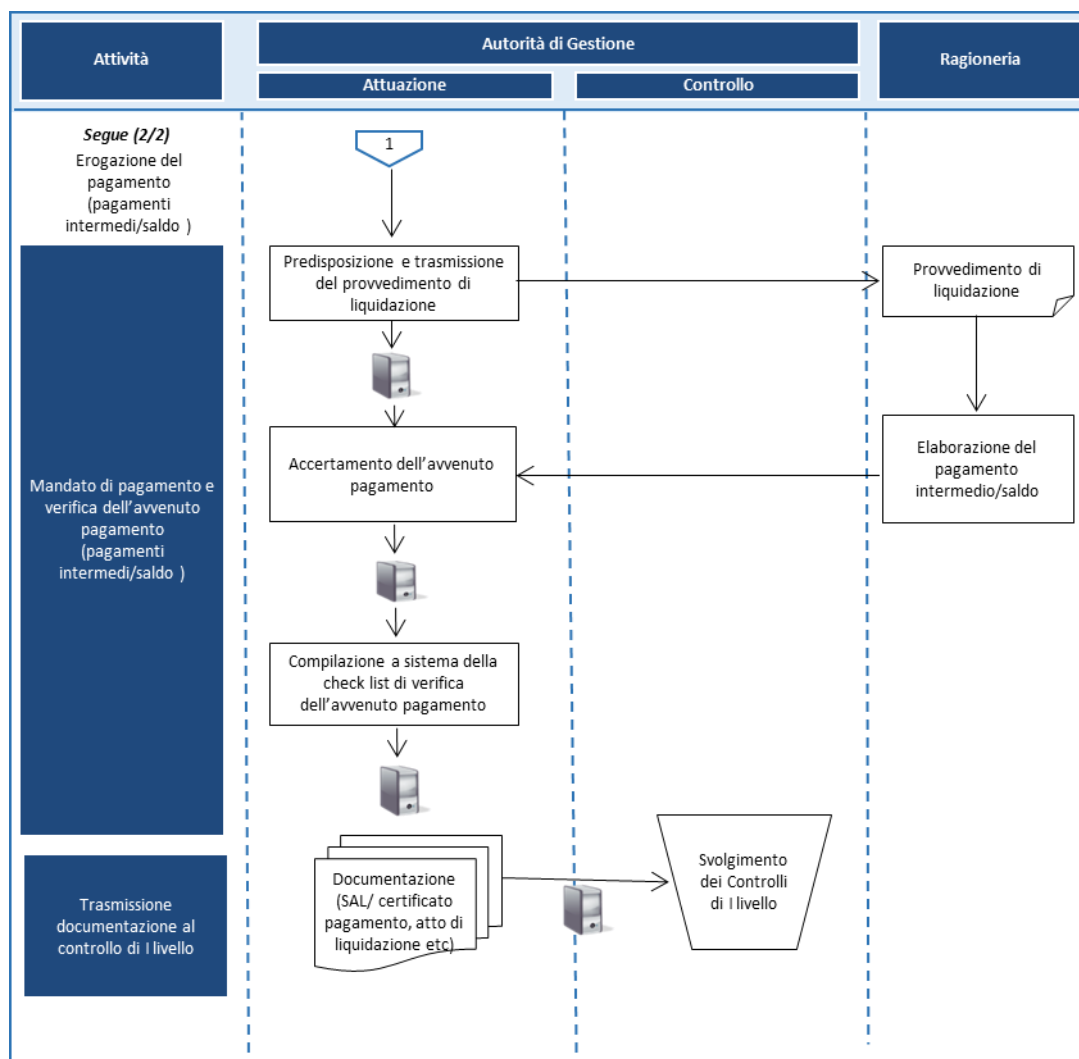 Attività
Autorità di Gestione
Ragioneria
Attuazione
Controllo
Segue (2/2)
Erogazione del
pagamento
(pagamenti
intermedi/saldo )
1
Predisposizione e trasmissione
del provvedimento di
liquidazione
Provvedimento di
liquidazione
Mandato di pagamento e
verifica dell'avvenuto
pagamento
(pagamenti
intermedi/saldo )
Accertamento dell'avvenuto
pagamento
Elaborazione del
pagamento
intermedio/saldo
Compilazione a sistema della
check list di verifica
dell'avvenuto pagamento
Trasmissione
documentazione al
controllo di I livello
Documentazione
(SAL/ certificato
pagamento, atto di
liquidazione etc)
Svolgimento
dei Controlli
di I livello